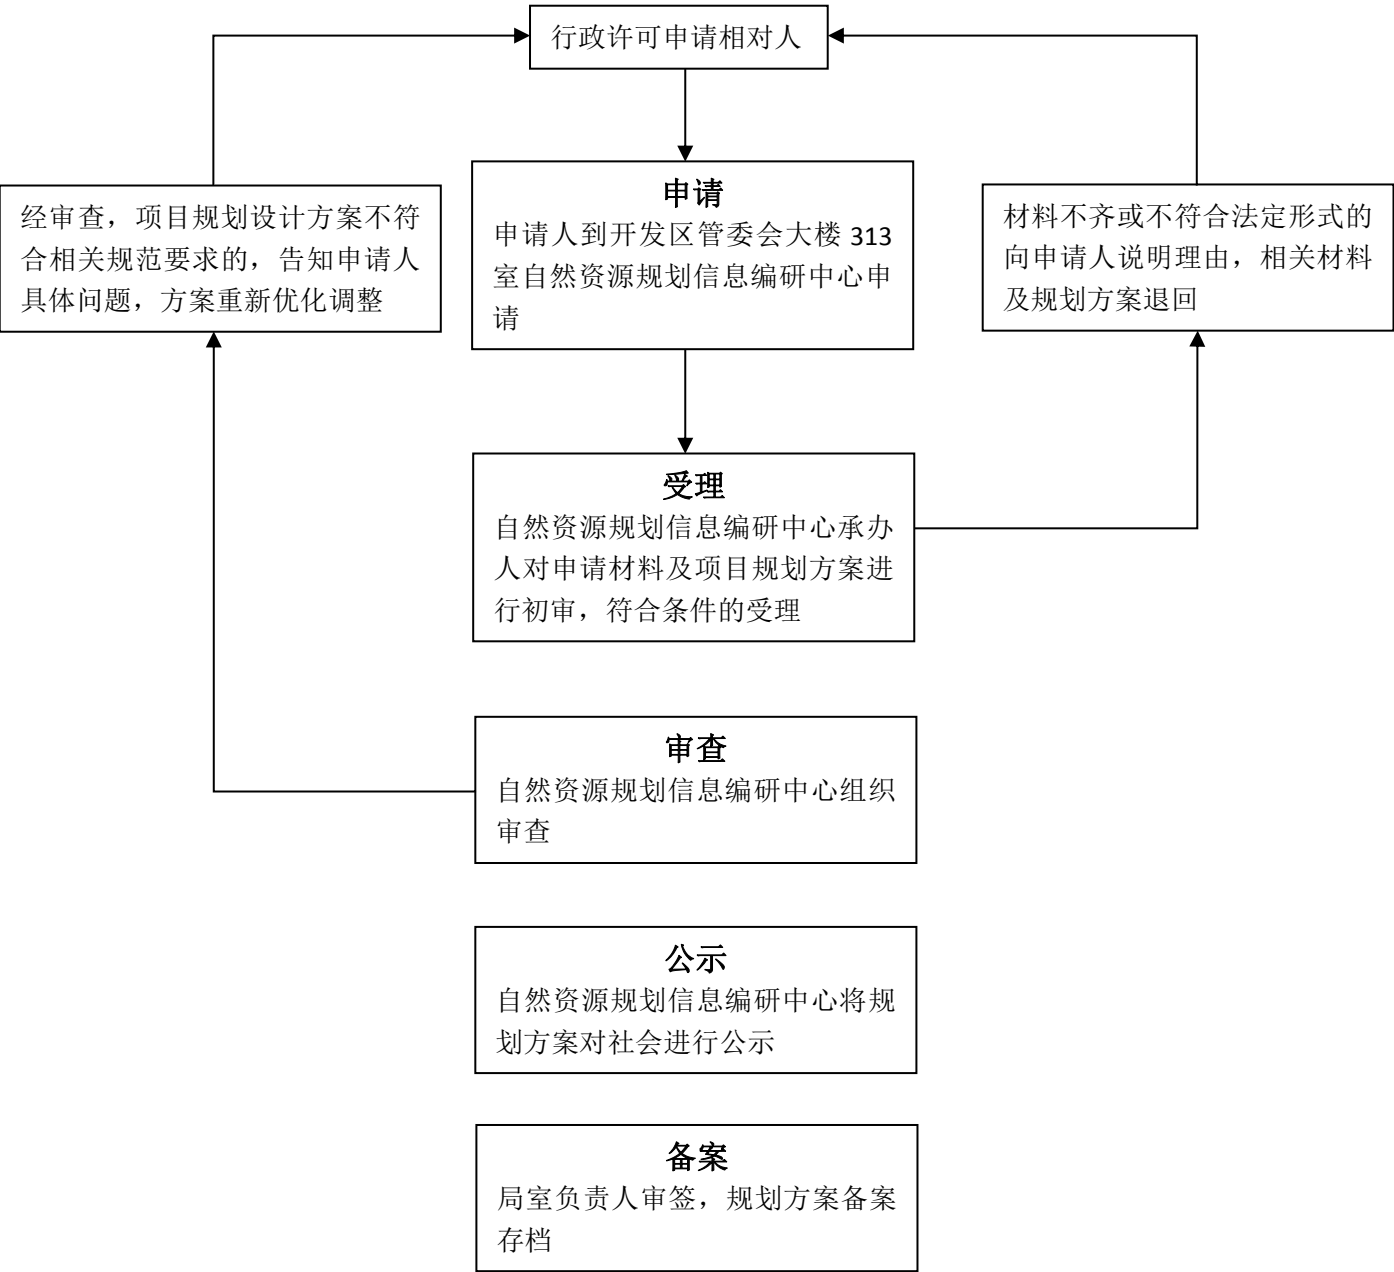 行政许可申请相对人
经审查，项目规划设计方案不符
合相关规范要求的，告知申请人
具体问题，方案重新优化调整
申请
申请人到开发区管委会大楼 313
室自然资源规划信息编研中心申
请
材料不齐或不符合法定形式的
向申请人说明理由，相关材料
及规划方案退回
受理
自然资源规划信息编研中心承办
人对申请材料及项目规划方案进
行初审，符合条件的受理
审查
自然资源规划信息编研中心组织
审查
公示
自然资源规划信息编研中心将规
划方案对社会进行公示
备案
局室负责人审签，规划方案备案
存档